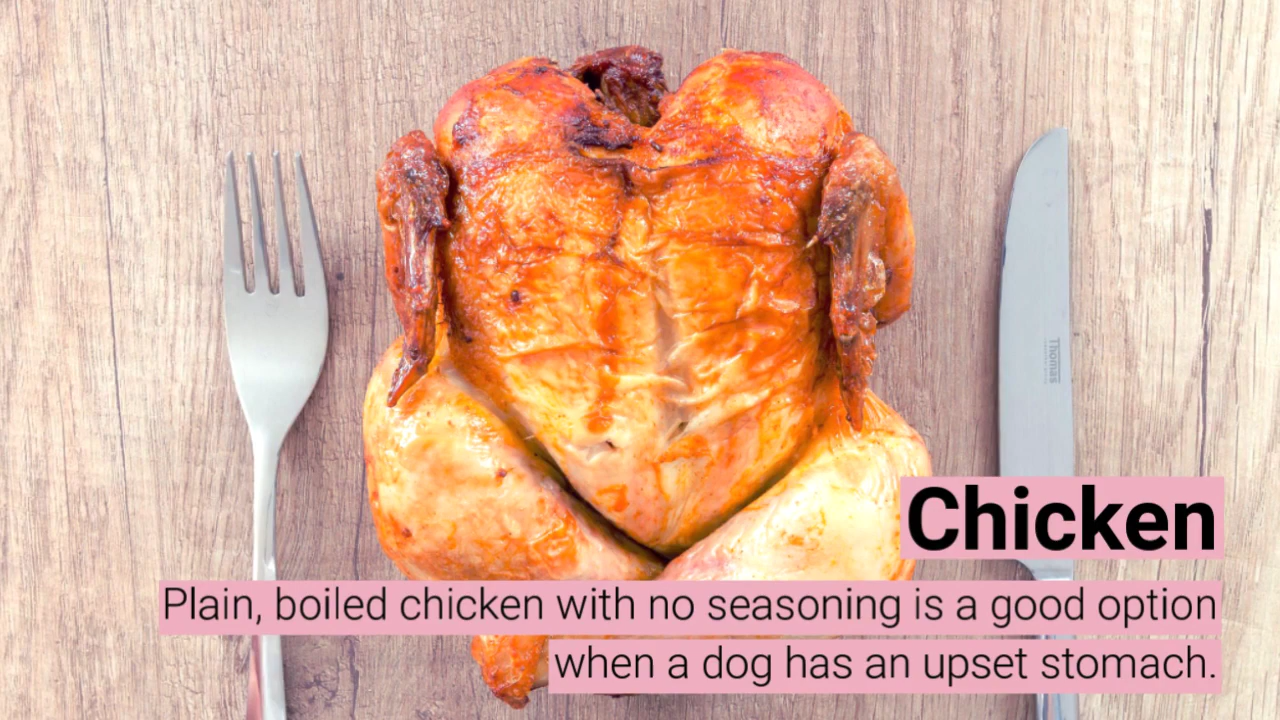 Thomas
Chicken
Plain, boiled chicken with no seasoning is a good option
when a dog has an upset stomach.